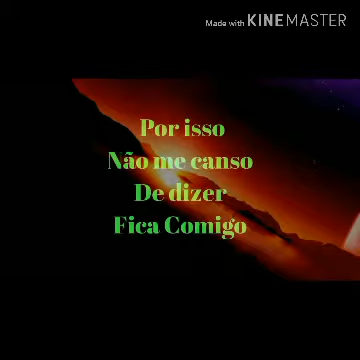 Made with KINEMASTER
Por isso
Não me canso
De dizer
Fica Comigo